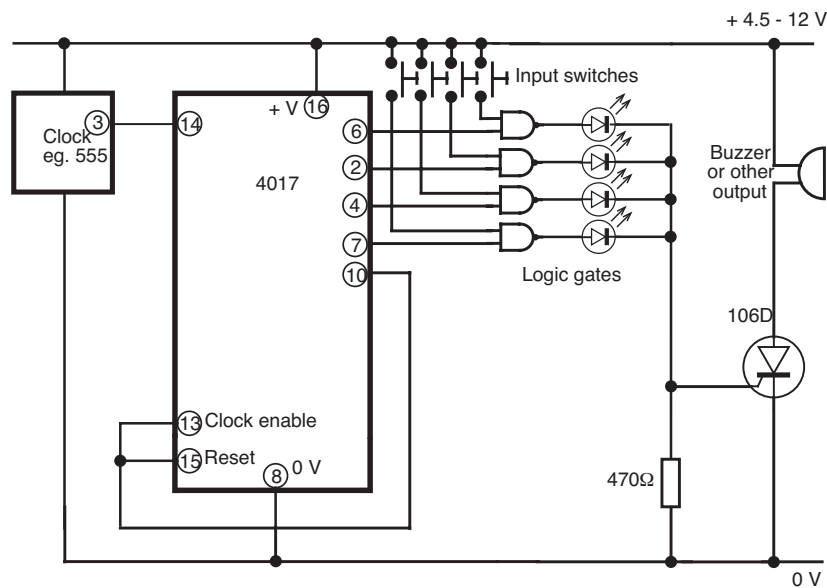 + 4.5 - 12 V
Input switches
+ V
16
3
Clock
eg. 555
14
6
2
4017
4
7
10
Buzzer
or other
output
Logic gates
106D
13
Clock enable
15
Reset
8
0 V
470Ω
0 V